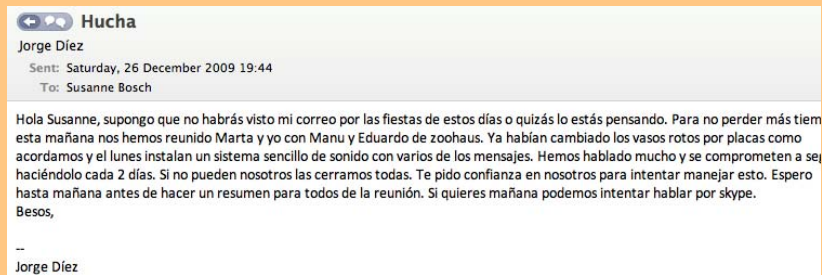 Hucha
Jorge Díez
Sent: Saturday, 26 December 2009 19:44
To: Susanne Bosch
Hola Susanne, supongo que no habrás visto mi correo por las fiestas de estos días o quizás lo estás pensando. Para no perder más
esta mañana nos hemos reunido Marta y yo con Manu y Eduardo de zoohaus. Ya habían cambiado los vasos rotos por placas como
acordamos y el lunes instalan un sistema sencillo de sonido con varios de los mensajes. Hemos hablado mucho y se comprometen a
haciéndolo cada 2 días. Si no pueden nosotros las cerramos todas. Te pido confianza en nosotros para intentar manejar esto. Espero
hasta mañana antes de hacer un resumen para todos de la reunión. Si quieres mañana podemos intentar hablar por skype.
Besos,
--
Jorge Díez